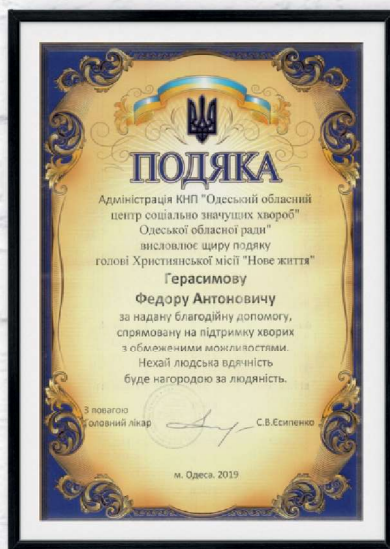 ПОДЯКА
Адміністрація КНП "Одеський обласний
центр соціально значущих хвороб"
Одеської обласної ради"
висловлює щиру подяку
голові Християнської місії "Нове життя"
Герасимову
Федору Антоновичу
за надану благодійну допомогу,
спрямовану на підтримку хворих
з обмеженими можливостями.
Нехай людська вдячність
буде нагородою за людяність.
З повагою
Головний лікар С.В.Єсипенко
м. Одеса. 2019